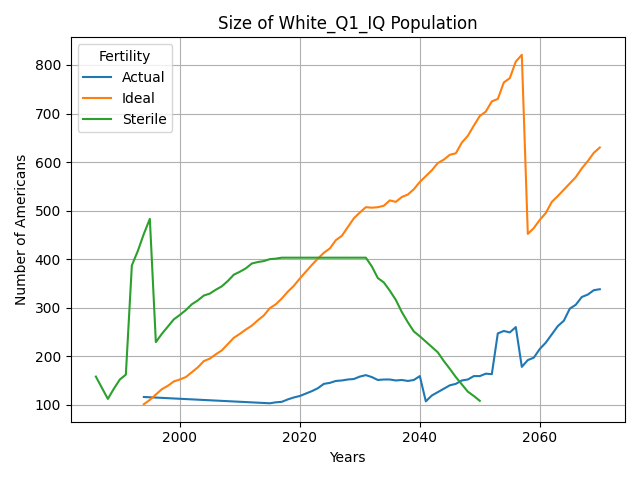 Size of White_Q1_IQ Population
Fertility
Actual
Ideal
Sterile
Number of Americans
800
700
600
500
400
300
200
100
2000
2020
2040
2060
Years